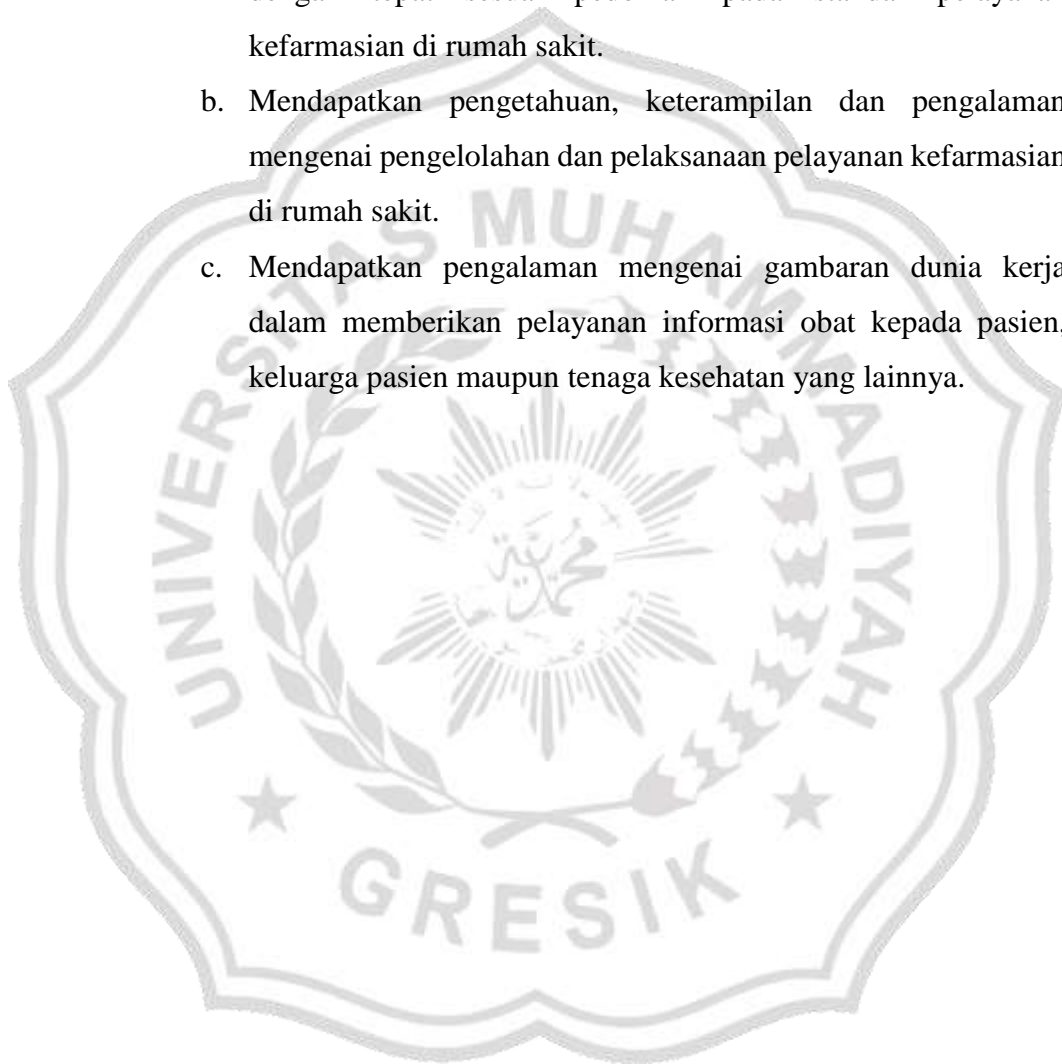 kefarmasian di rumah sakit.
b. Mendapatkan pengetahuan, keterampilan dan pengalaman
mengenai pengelolahan dan pelaksanaan pelayanan kefarmasian
di rumah sakit.
c. Mendapatkan pengalaman mengenai gambaran dunia kerja
dalam memberikan pelayanan informasi obat kepada pasien,
keluarga pasien maupun tenaga kesehatan yang lainnya.
UNIVERSITAS MUHAMMADIYAH
GRESIK